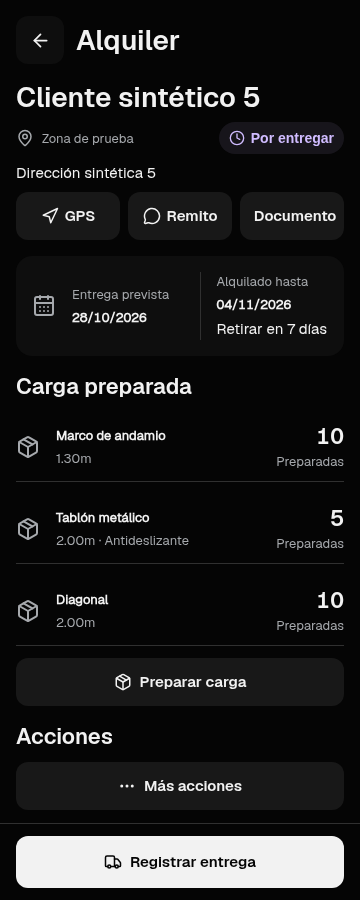 Alquiler
Cliente sintético 5
Zona de prueba
Por entregar
Dirección sintética 5
GPS
Remito
Documento
Entrega prevista
28/10/2026
Alquilado hasta
04/11/2026
Retirar en 7 días
Carga preparada
Marco de andamio
1.30m
10
Preparadas
Tablón metálico
2.00m · Antideslizante
5
Preparadas
Diagonal
2.00m
10
Preparadas
Preparar carga
Acciones
Más acciones
Registrar entrega